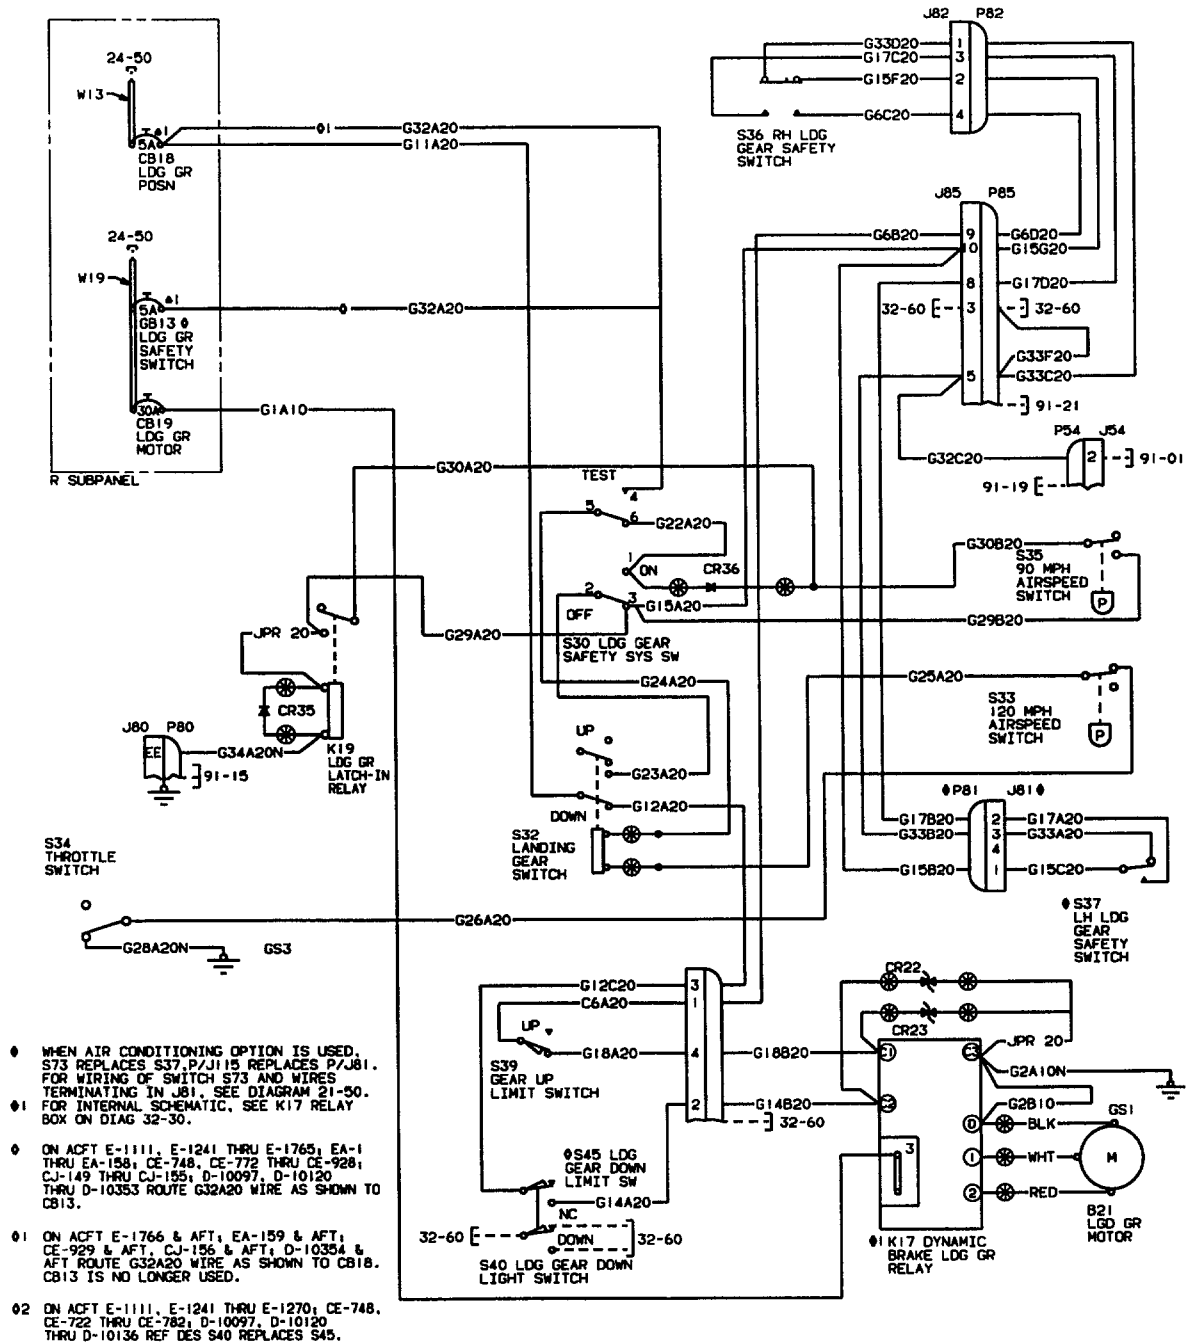 J82 P82
24-50
W13
5A
1
CB18
LDG GR
POSN
1
G32A20
G11A20
G33D20
G17C20
G15F20
G6C20
1
3
2
4
S36 RH LDG
GEAR SAFETY
SWITCH
J85 P85
24-50
W19
5A
1
GB13
LDG GR
SAFETY
SWITCH
G32A20
30A
CB19
LDG GR
MOTOR
G1A10
R SUBPANEL
G6B20
9
10
8
3
5
G6D20
G15G20
G17D20
32-60
32-60
G33F20
G33C20
91-21
P54 J54
G32C20
2
91-01
91-19
G30A20
TEST
4
5
6
G22A20
1
ON
CR36
2
3
OFF
G15A20
S30 LDG GEAR
SAFETY SYS SW
G30B20
S35
90 MPH
AIRSPEED
SWITCH
P
G29B20
JPR 20
G29A20
CR35
K19
LDG GR
LATCH-IN
RELAY
J80 P80
EE
G34A20N
91-15
G24A20
G25A20
S33
120 MPH
AIRSPEED
SWITCH
P
UP
G23A20
DOWN
G12A20
S32
LANDING
GEAR
SWITCH
P81 J81
G17B20
G33B20
G15B20
2
3
4
1
G17A20
G33A20
G15C20
S37
LH LDG
GEAR
SAFETY
SWITCH
S34
THROTTLE
SWITCH
G26A20
G28A20N
GS3
G12C20
C6A20
3
1
4
2
UP
G18A20
S39
GEAR UP
LIMIT SWITCH
G18B20
G14B20
32-60
S45 LDG
GEAR DOWN
LIMIT SW
G14A20
NC
DOWN
32-60
32-60
S40 LDG GEAR DOWN
LIGHT SWITCH
CR22
CR23
C1
C2
C3
JPR 20
G2A10N
G2B10
GS1
D
BLK
1
WHT
2
RED
3
M
B21
LGD GR
MOTOR
1 K17 DYNAMIC
BRAKE LDG GR
RELAY
WHEN AIR CONDITIONING OPTION IS USED,
S73 REPLACES S37,P/J115 REPLACES P/J81.
FOR WIRING OF SWITCH S73 AND WIRES
TERMINATING IN J81, SEE DIAGRAM 21-50.
1 FOR INTERNAL SCHEMATIC, SEE K17 RELAY
BOX ON DIAG 32-30.
ON ACFT E-1111, E-1241 THRU E-1765; EA-1
THRU EA-158; CE-748, CE-772 THRU CE-928;
CJ-149 THRU CJ-155; D-10097, D-10120
THRU D-10353 ROUTE G32A20 WIRE AS SHOWN TO
CB13.
1 ON ACFT E-1766 & AFT; EA-159 & AFT;
CE-929 & AFT, CJ-156 & AFT; D-10354 &
AFT ROUTE G32A20 WIRE AS SHOWN TO CB18.
CB13 IS NO LONGER USED.
2 ON ACFT E-1111, E-1241 THRU E-1270; CE-748,
CE-722 THRU CE-782; D-10097, D-10120
THRU D-10136 REF DES S40 REPLACES S45.